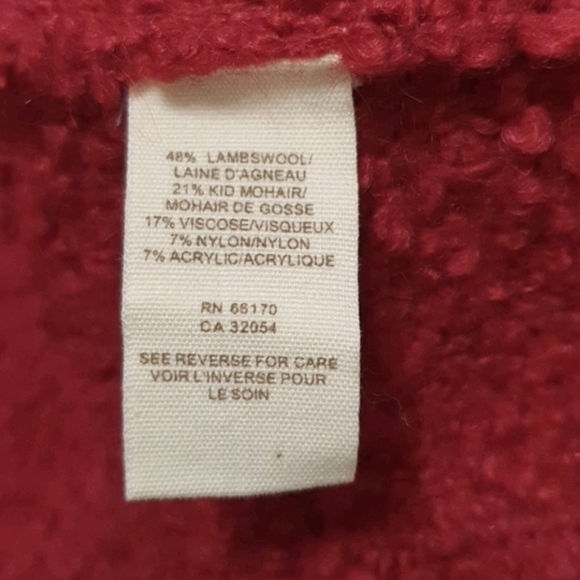 48% LAMBSWOOL/
LAINE D'AGNEAU
21% KID MOHAIR/
MOHAIR DE GOSSE
17% VISCOSE/VISQUEUX
7% NYLON/NYLON
7% ACRYLIC/ACRYLIQUE
RN 66170
CA 32054
SEE REVERSE FOR CARE
VOIR L'INVERSE POUR
LE SOIN